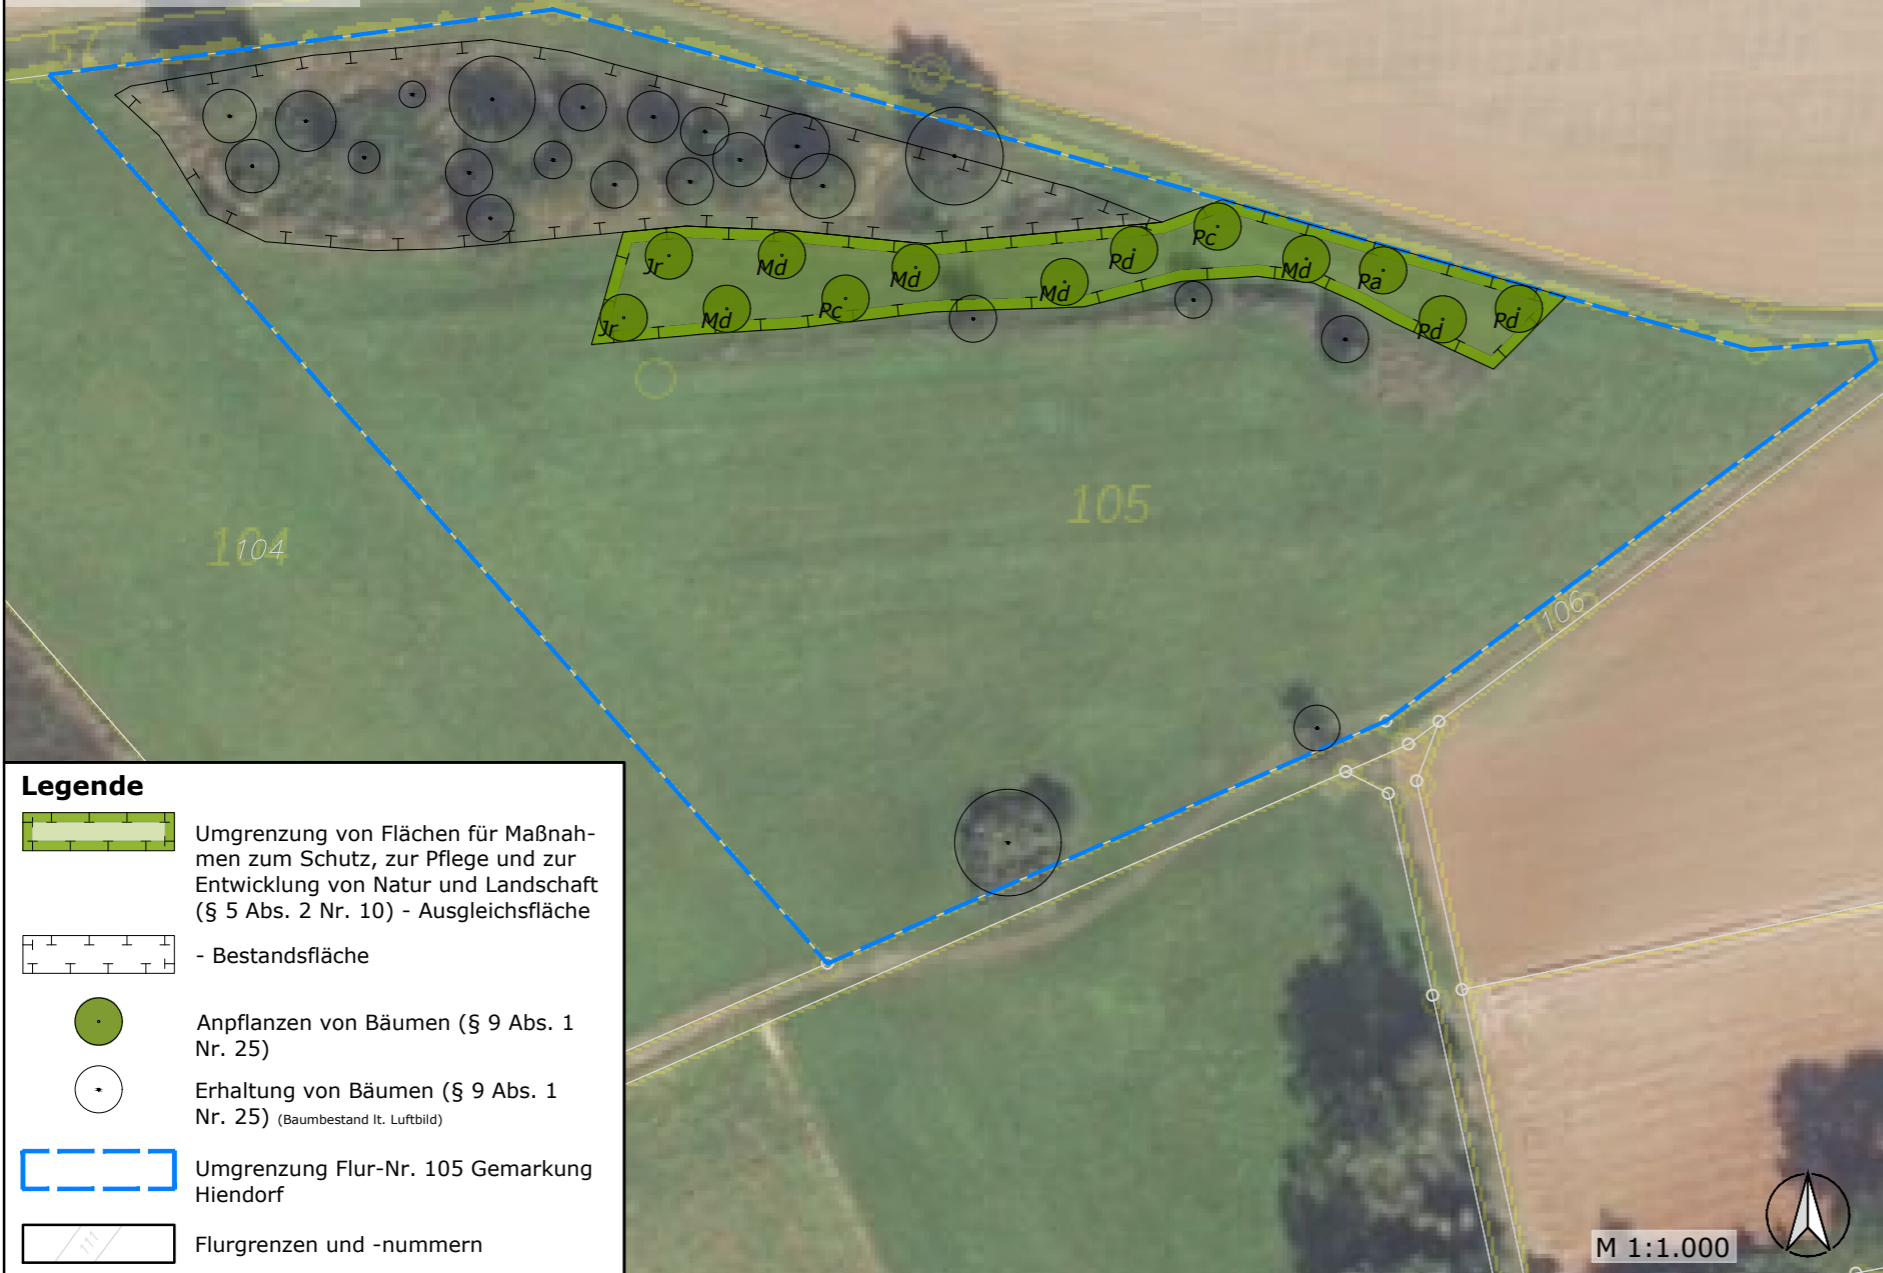 57
Jr
Md
Md
Pd
Pc
Md
Pa
Jr
Md
Pc
Md
Pd
Pd
105
104
104
106
Legende
Umgrenzung von Flächen für Maßnah-
men zum Schutz, zur Pflege und zur
Entwicklung von Natur und Landschaft
(§ 5 Abs. 2 Nr. 10) - Ausgleichsfläche
- Bestandsfläche
Anpflanzen von Bäumen (§ 9 Abs. 1
Nr. 25)
Erhaltung von Bäumen (§ 9 Abs. 1
Nr. 25) (Baumbestand lt. Luftbild)
Umgrenzung Flur-Nr. 105 Gemarkung
Hiendorf
111
Flurgrenzen und -nummern
M 1:1.000